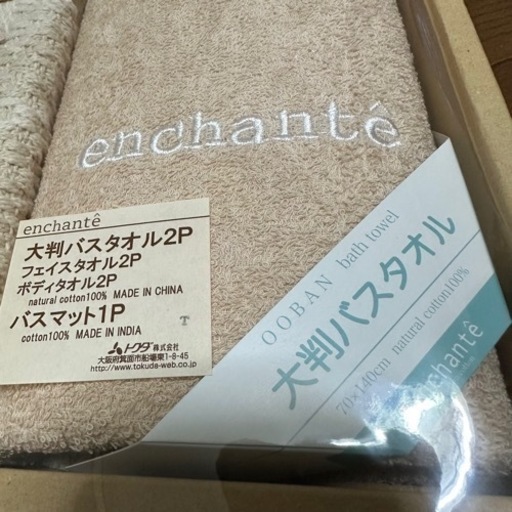 enchantê
enchantê
大判バスタオル2P
フェイスタオル2P
ボディタオル2P
natural cotton100% MADE IN CHINA
バスマット1P
cotton100% MADE IN INDIA
T
トクダ株式会社
大阪府箕面市船場東1-8-45
http://www.tokuda-web.co.jp
OOBAN bath towel
大判バスタオル
70×140cm natural cotton100%
enchantê